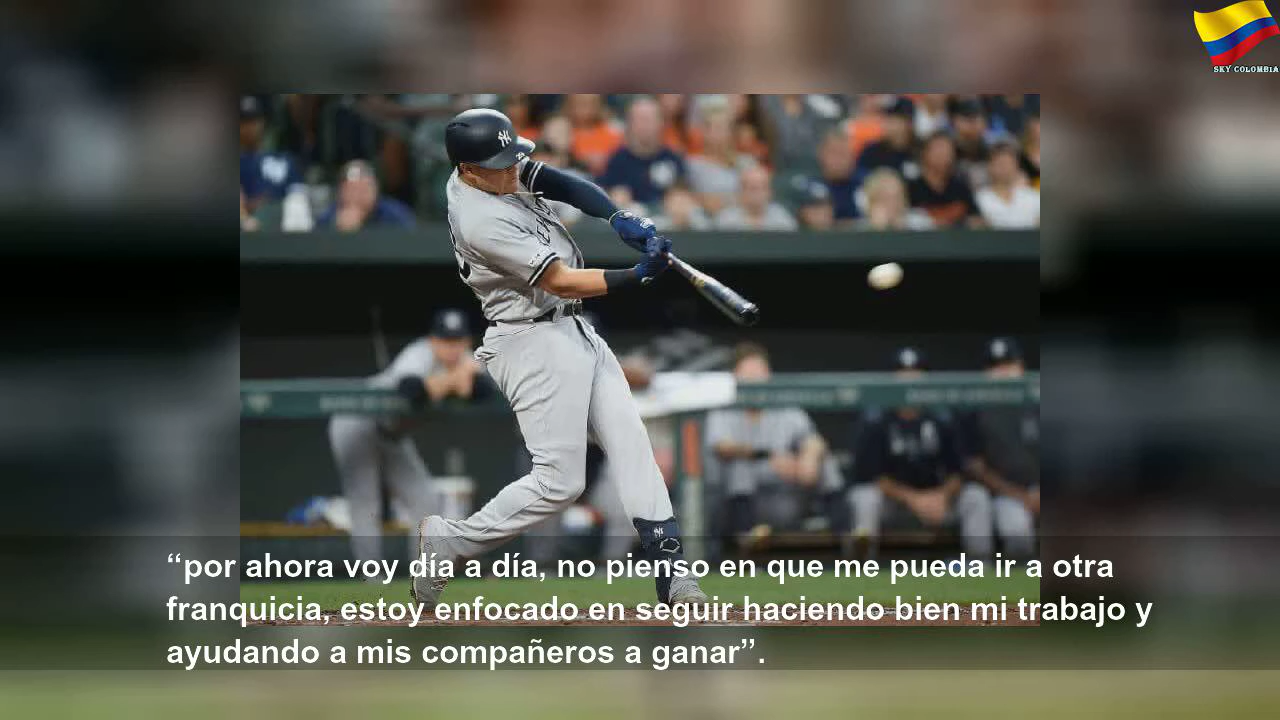 SKY COLOMBIA
NY
“por ahora voy día a día, no pienso en que me pueda ir a otra
franquicia, estoy enfocado en seguir haciendo bien mi trabajo y
ayudando a mis compañeros a ganar”.